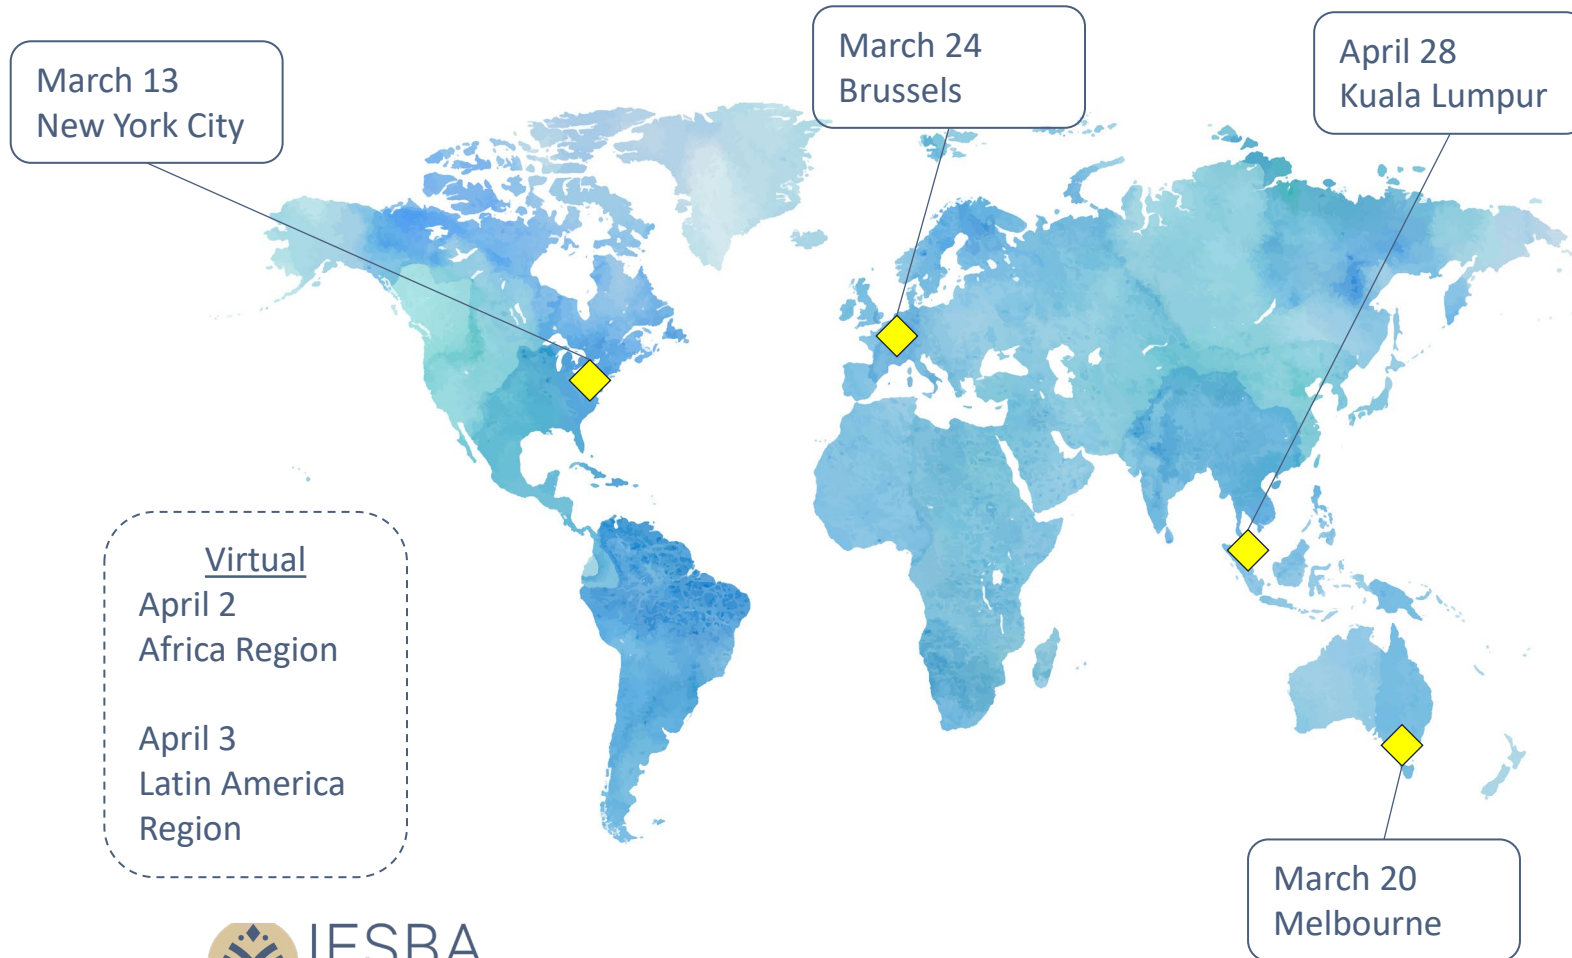 March 13
New York City
March 24
Brussels
April 28
Kuala Lumpur
Virtual
April 2
Africa Region
April 3
Latin America
Region
March 20
Melbourne
IESBA